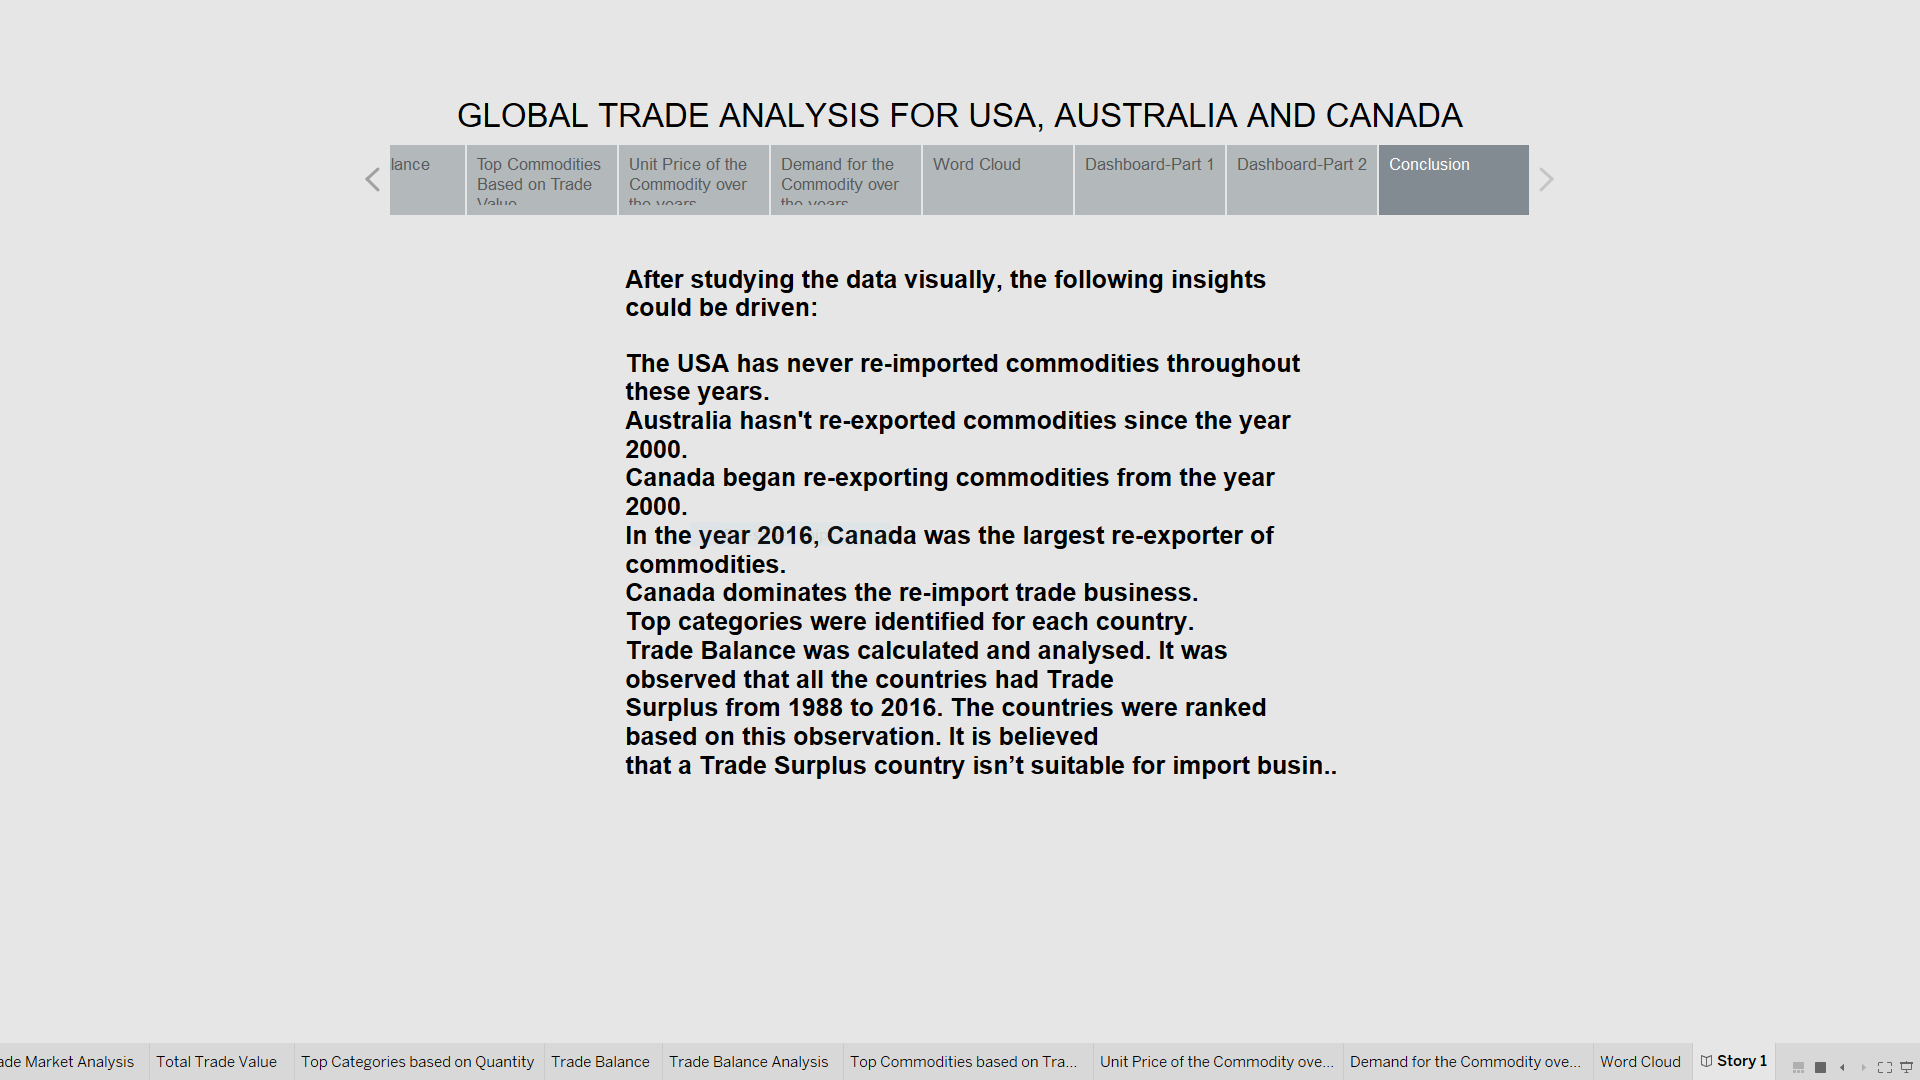 GLOBAL TRADE ANALYSIS FOR USA, AUSTRALIA AND CANADA
lance
Top Commodities
Based on Trade
Value
Unit Price of the
Commodity over
the years
Demand for the
Commodity over
the years
Word Cloud
Dashboard-Part 1
Dashboard-Part 2
Conclusion
After studying the data visually, the following insights
could be driven:
The USA has never re-imported commodities throughout
these years.
Australia hasn't re-exported commodities since the year
2000.
Canada began re-exporting commodities from the year
2000.
In the year 2016, Canada was the largest re-exporter of
commodities.
Canada dominates the re-import trade business.
Top categories were identified for each country.
Trade Balance was calculated and analysed. It was
observed that all the countries had Trade
Surplus from 1988 to 2016. The countries were ranked
based on this observation. It is believed
that a Trade Surplus country isn’t suitable for import busin..
ade Market Analysis
Total Trade Value
Top Categories based on Quantity
Trade Balance
Trade Balance Analysis
Top Commodities based on Tra...
Unit Price of the Commodity ove...
Demand for the Commodity ove...
Word Cloud
Story 1